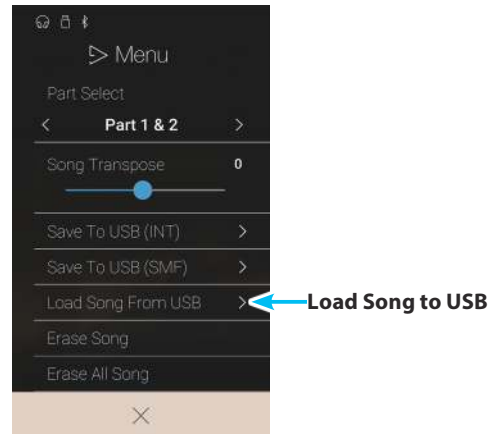 Menu
Part Select
< Part 1 & 2 >
Song Transpose 0
Save To USB (INT) >
Save To USB (SMF) >
Load Song From USB > Load Song to USB
Erase Song
Erase All Song